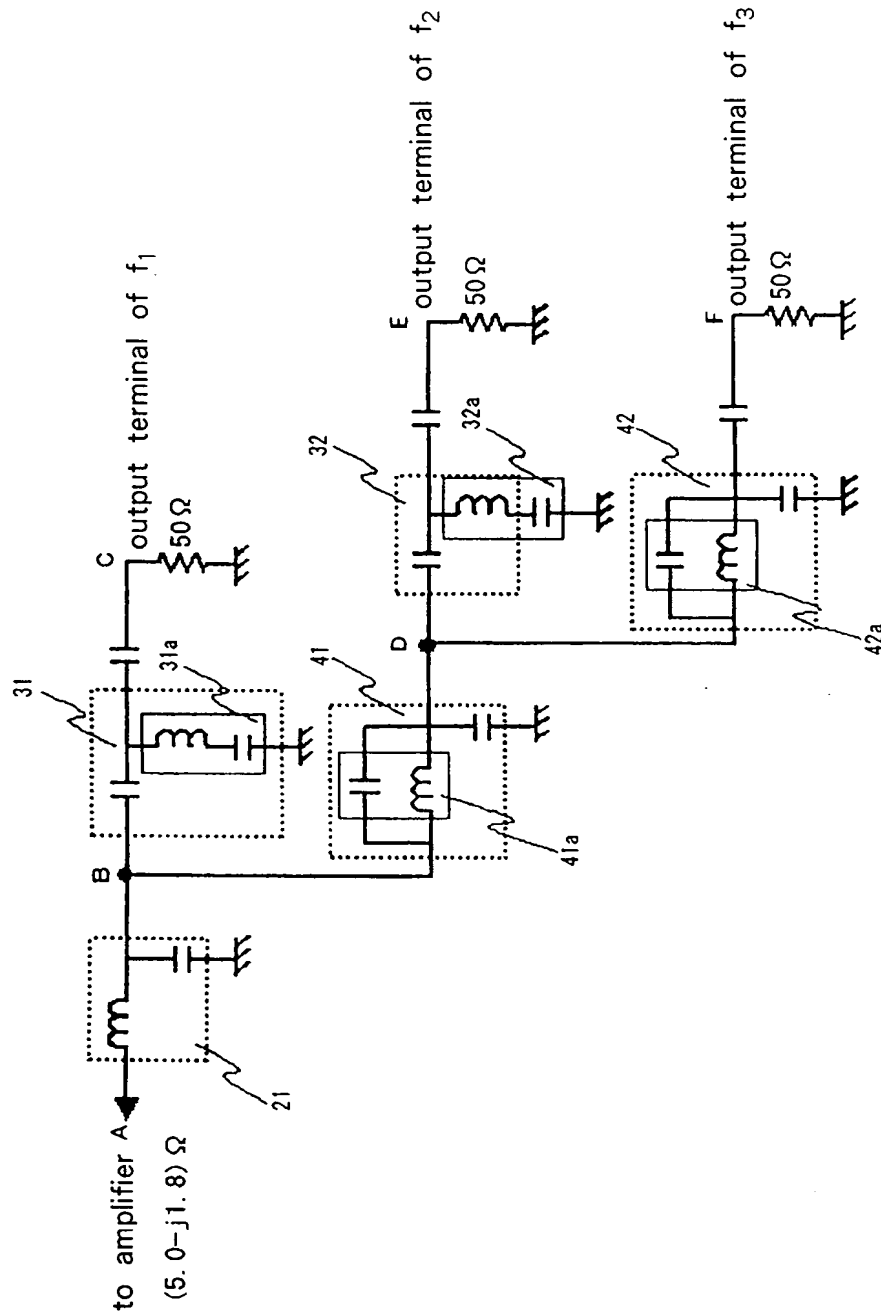 to amplifier A
(5.0-j1.8) Ω
21
B
31
31a
C
output terminal of f1
50Ω
41
41a
D
32
32a
E
output terminal of f2
50Ω
42
42a
F
output terminal of f3
50Ω